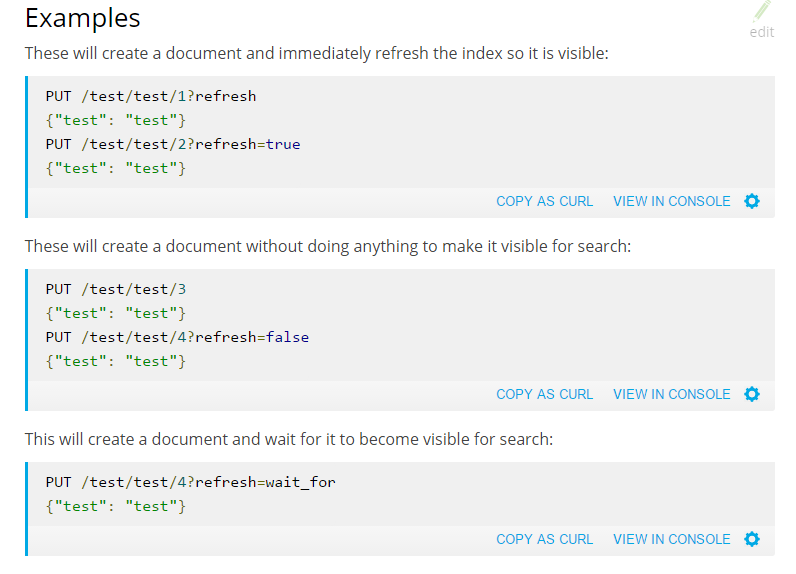 Examples
edit
These will create a document and immediately refresh the index so it is visible:
PUT /test/test/1?refresh
{"test": "test"}
PUT /test/test/2?refresh=true
{"test": "test"}
COPY AS CURL VIEW IN CONSOLE
These will create a document without doing anything to make it visible for search:
PUT /test/test/3
{"test": "test"}
PUT /test/test/4?refresh=false
{"test": "test"}
COPY AS CURL VIEW IN CONSOLE
This will create a document and wait for it to become visible for search:
PUT /test/test/4?refresh=wait_for
{"test": "test"}
COPY AS CURL VIEW IN CONSOLE